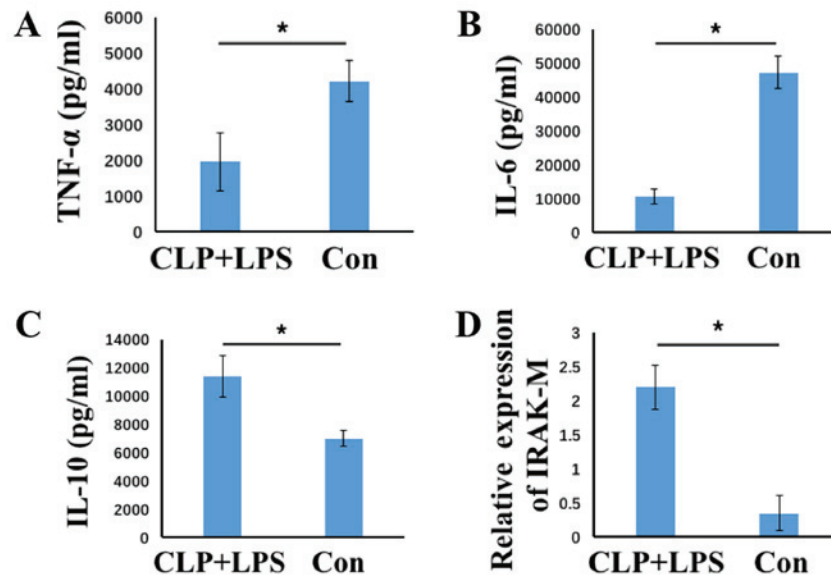 A
TNF-α (pg/ml)
6000
5000
4000
3000
2000
1000
0
*
CLP+LPS Con
B
IL-6 (pg/ml)
60000
50000
40000
30000
20000
10000
0
*
CLP+LPS Con
C
IL-10 (pg/ml)
14000
12000
10000
8000
6000
4000
2000
0
*
CLP+LPS Con
D
Relative expression
of IRAK-M
3
2.5
2
1.5
1
0.5
0
*
CLP+LPS Con